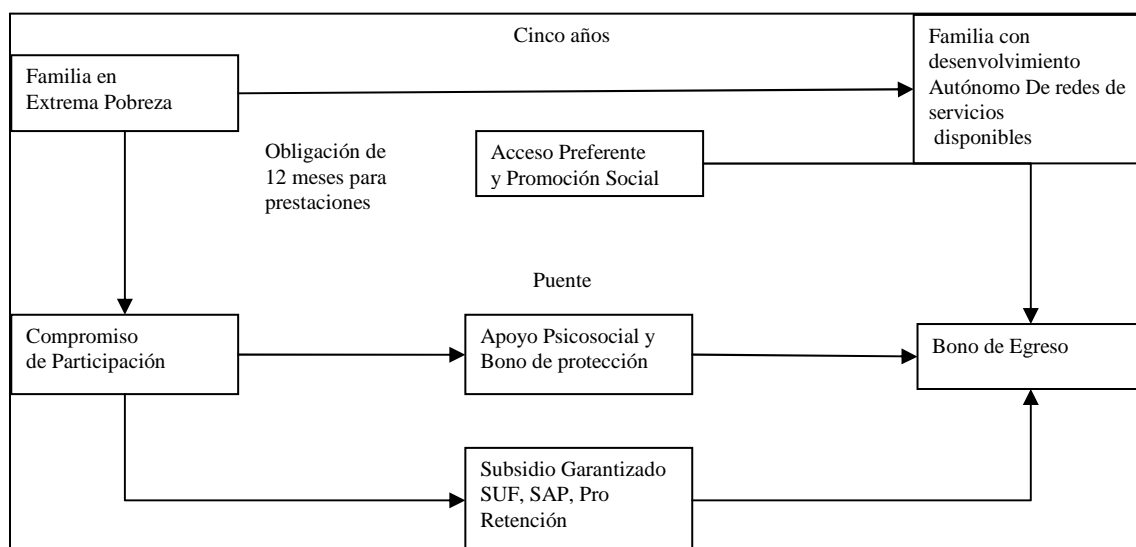 Cinco años
Familia en
Extrema Pobreza
Familia con
desenvolvimiento
Autónomo De redes de
servicios
disponibles
Obligación de
12 meses para
prestaciones
Acceso Preferente
y Promoción Social
Puente
Compromiso
de Participación
Apoyo Psicosocial y
Bono de protección
Bono de Egreso
Subsidio Garantizado
SUF, SAP, Pro
Retención